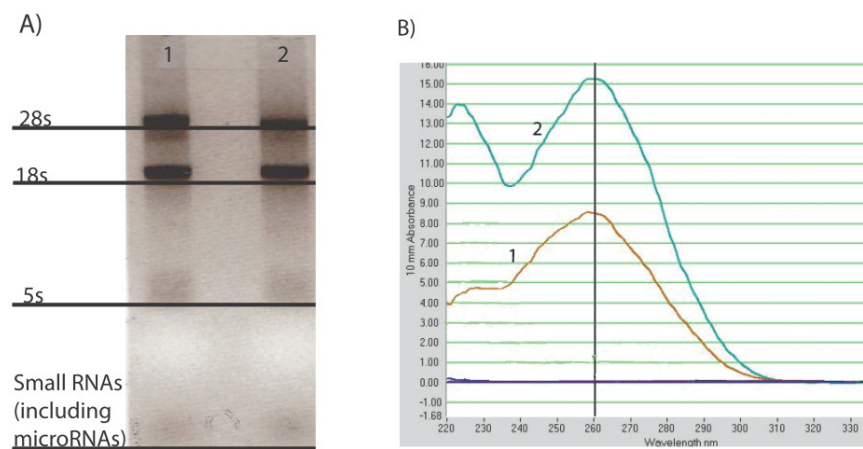 A)
1 2
28s
18s
5s
Small RNAs
(including
microRNAs)
B)
16.00
15.00
14.00
13.00
12.00
11.00
10.00
9.00
8.00
7.00
6.00
5.00
4.00
3.00
2.00
1.00
0.00
-1.00
-1.68
10 mm Absorbance
2
1
220 230 240 250 260 270 280 290 300 310 320 330
Wavelength nm